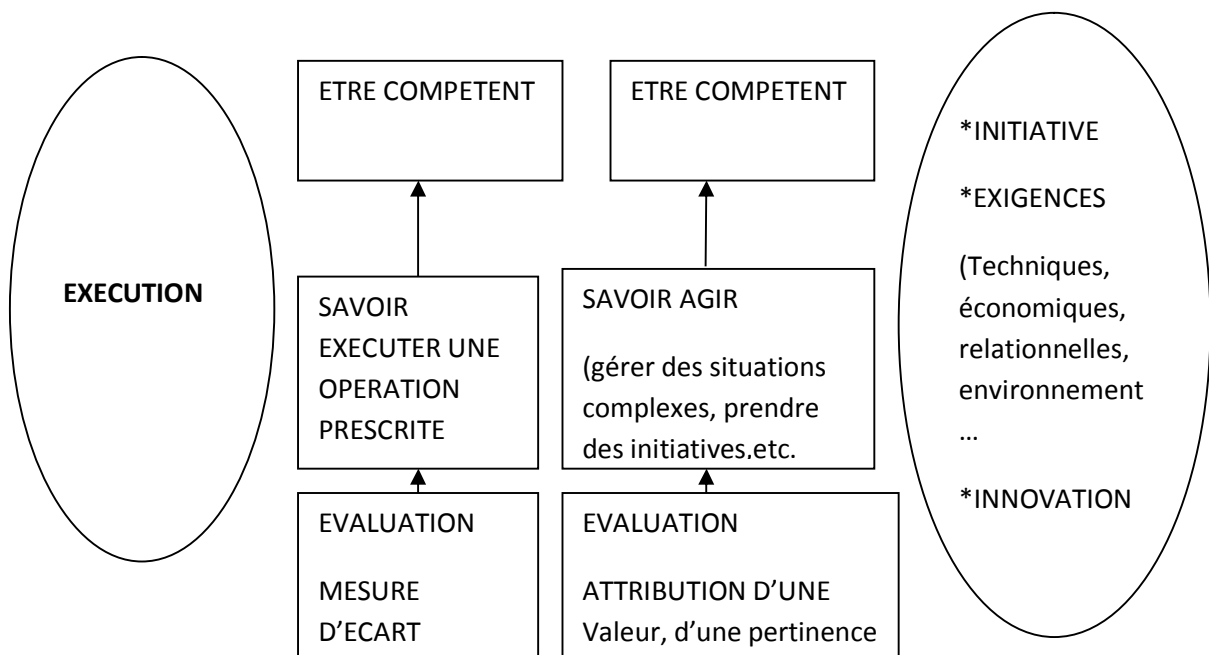 EXECUTION
ETRE COMPETENT
SAVOIR
EXECUTER UNE
OPERATION
PRESCRITE
EVALUATION
MESURE
D'ECART
ETRE COMPETENT
SAVOIR AGIR
(gérer des situations
complexes, prendre
des initiatives.etc.
EVALUATION
ATTRIBUTION D'UNE
Valeur, d'une pertinence
*INITIATIVE
*EXIGENCES
(Techniques,
économiques,
relationnelles,
environnement
...
*INNOVATION